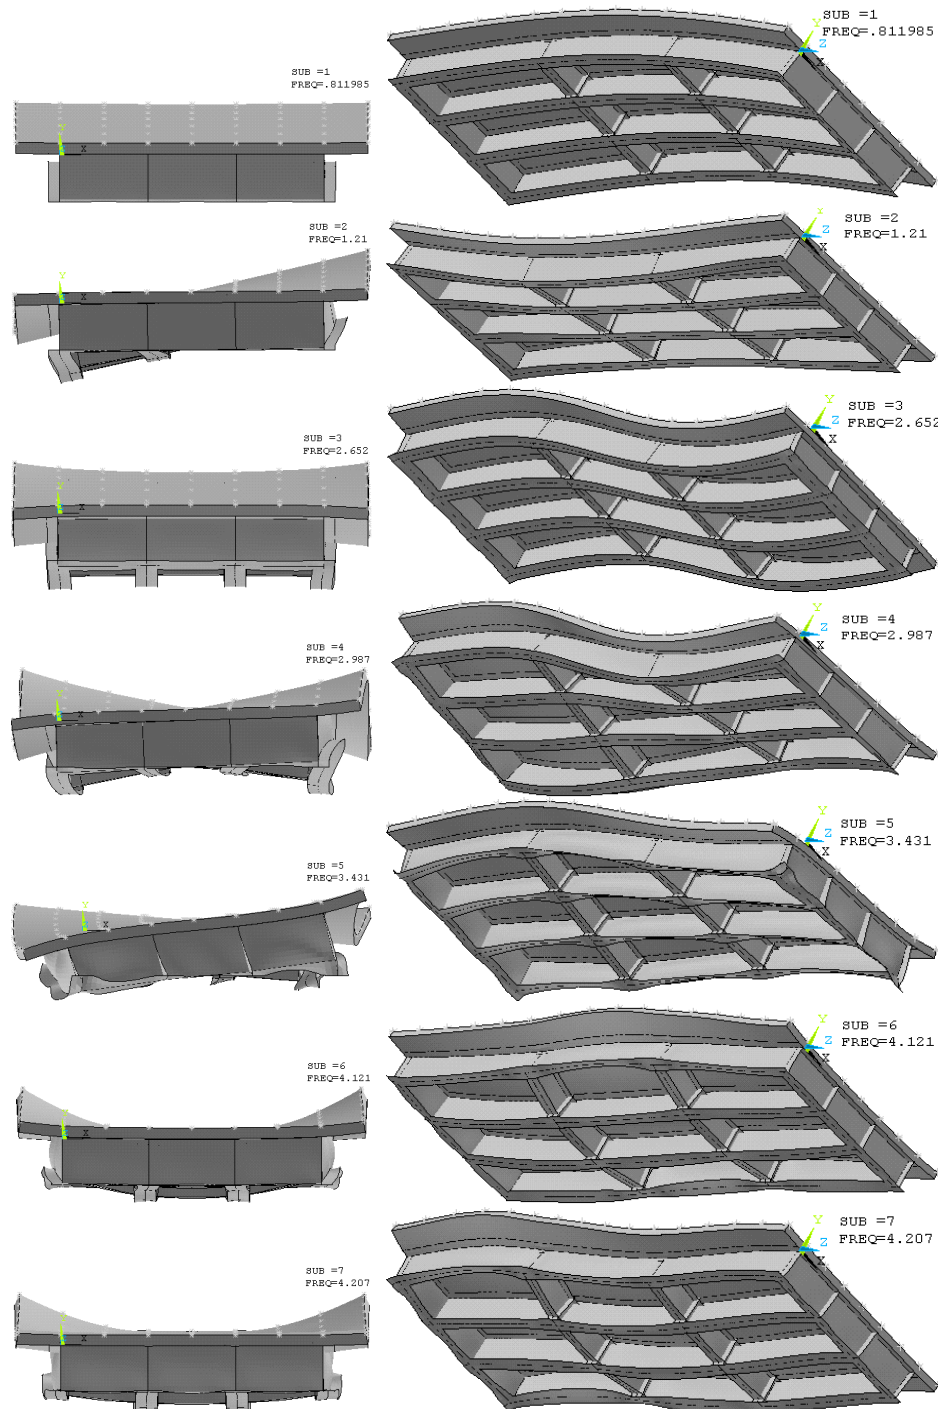 SUB =1
FREQ=.811985
Y
X
SUB =1
FREQ=.811985
Y
Z
X
SUB =2
FREQ=1.21
Y
X
SUB =2
FREQ=1.21
Y
Z
X
SUB =3
FREQ=2.652
Y
X
SUB =3
FREQ=2.652
Y
Z
X
SUB =4
FREQ=2.987
Y
X
SUB =4
FREQ=2.987
Y
Z
X
SUB =5
FREQ=3.431
Y
X
SUB =5
FREQ=3.431
Y
Z
X
SUB =6
FREQ=4.121
Y
X
SUB =6
FREQ=4.121
Y
Z
X
SUB =7
FREQ=4.207
Y
X
SUB =7
FREQ=4.207
Y
Z
X